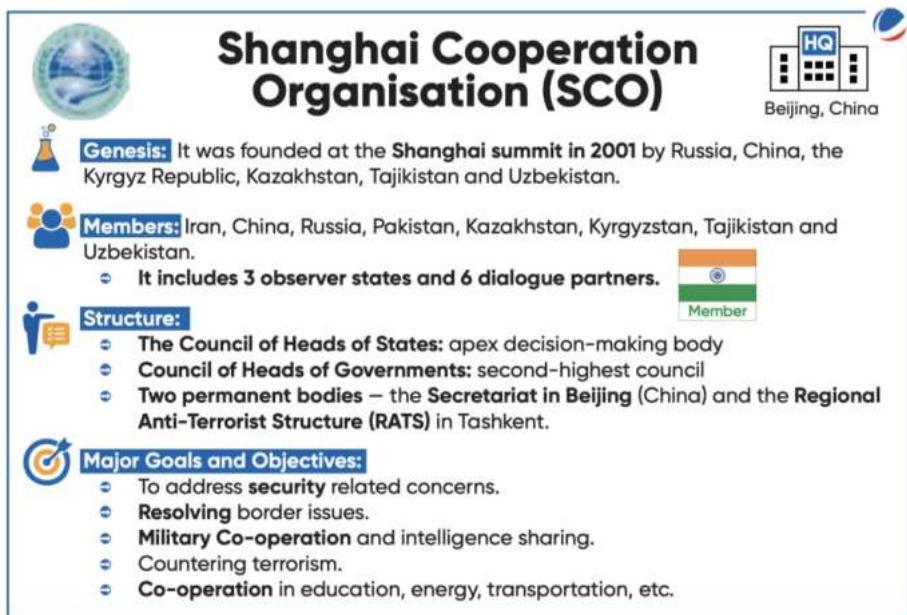 Shanghai Cooperation
Organisation (SCO)
HQ
Beijing, China
Genesis: It was founded at the Shanghai summit in 2001 by Russia, China, the
Kyrgyz Republic, Kazakhstan, Tajikistan and Uzbekistan.
Members: Iran, China, Russia, Pakistan, Kazakhstan, Kyrgyzstan, Tajikistan and
Uzbekistan.
It includes 3 observer states and 6 dialogue partners.
Member
Structure:
The Council of Heads of States: apex decision-making body
Council of Heads of Governments: second-highest council
Two permanent bodies – the Secretariat in Beijing (China) and the Regional
Anti-Terrorist Structure (RATS) in Tashkent.
Major Goals and Objectives:
To address security related concerns.
Resolving border issues.
Military Co-operation and intelligence sharing.
Countering terrorism.
Co-operation in education, energy, transportation, etc.